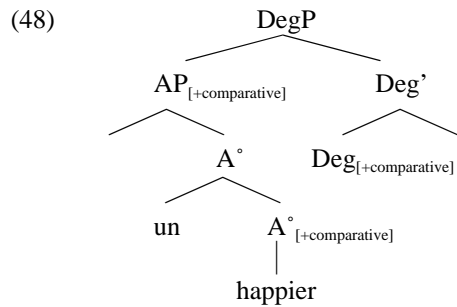 (48) DegP
AP[+comparative] Deg’
A° Deg[+comparative]
un A°[+comparative]
happier